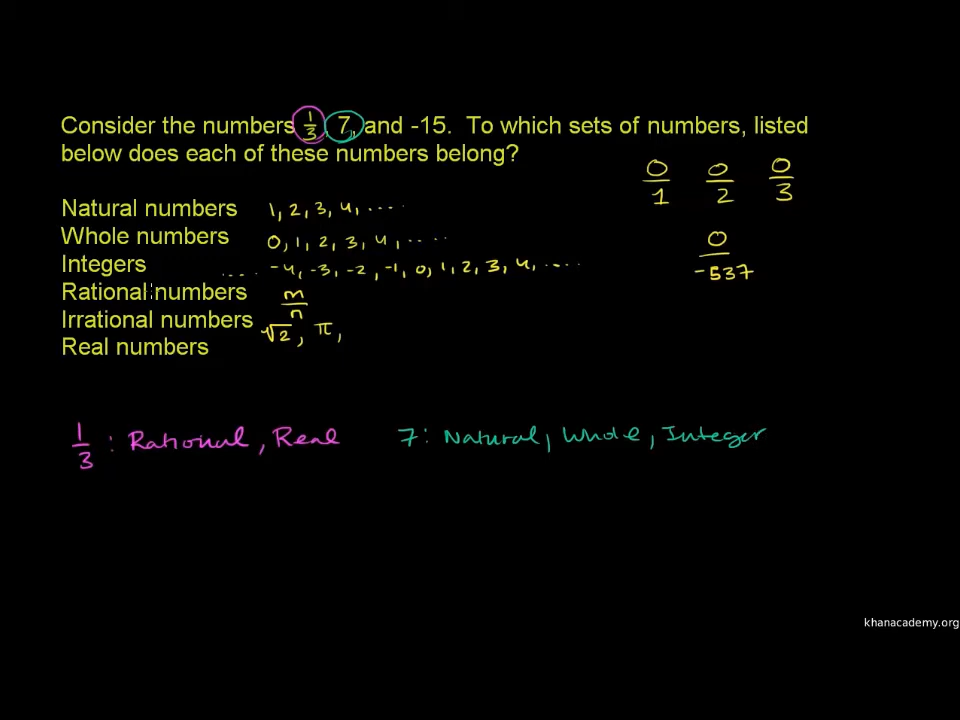 Consider the numbers 1/3, 7, and -15. To which sets of numbers, listed
below does each of these numbers belong?
0/1 0/2 0/3
Natural numbers 1, 2, 3, 4, ....
Whole numbers 0, 1, 2, 3, 4, ....
0/-537
Integers .... -4, -3, -2, -1, 0, 1, 2, 3, 4, ....
Rational numbers m/n
Irrational numbers √2, π,
Real numbers
1/3 : Rational, Real 7: Natural, Whole, Integer
khanacademy.org